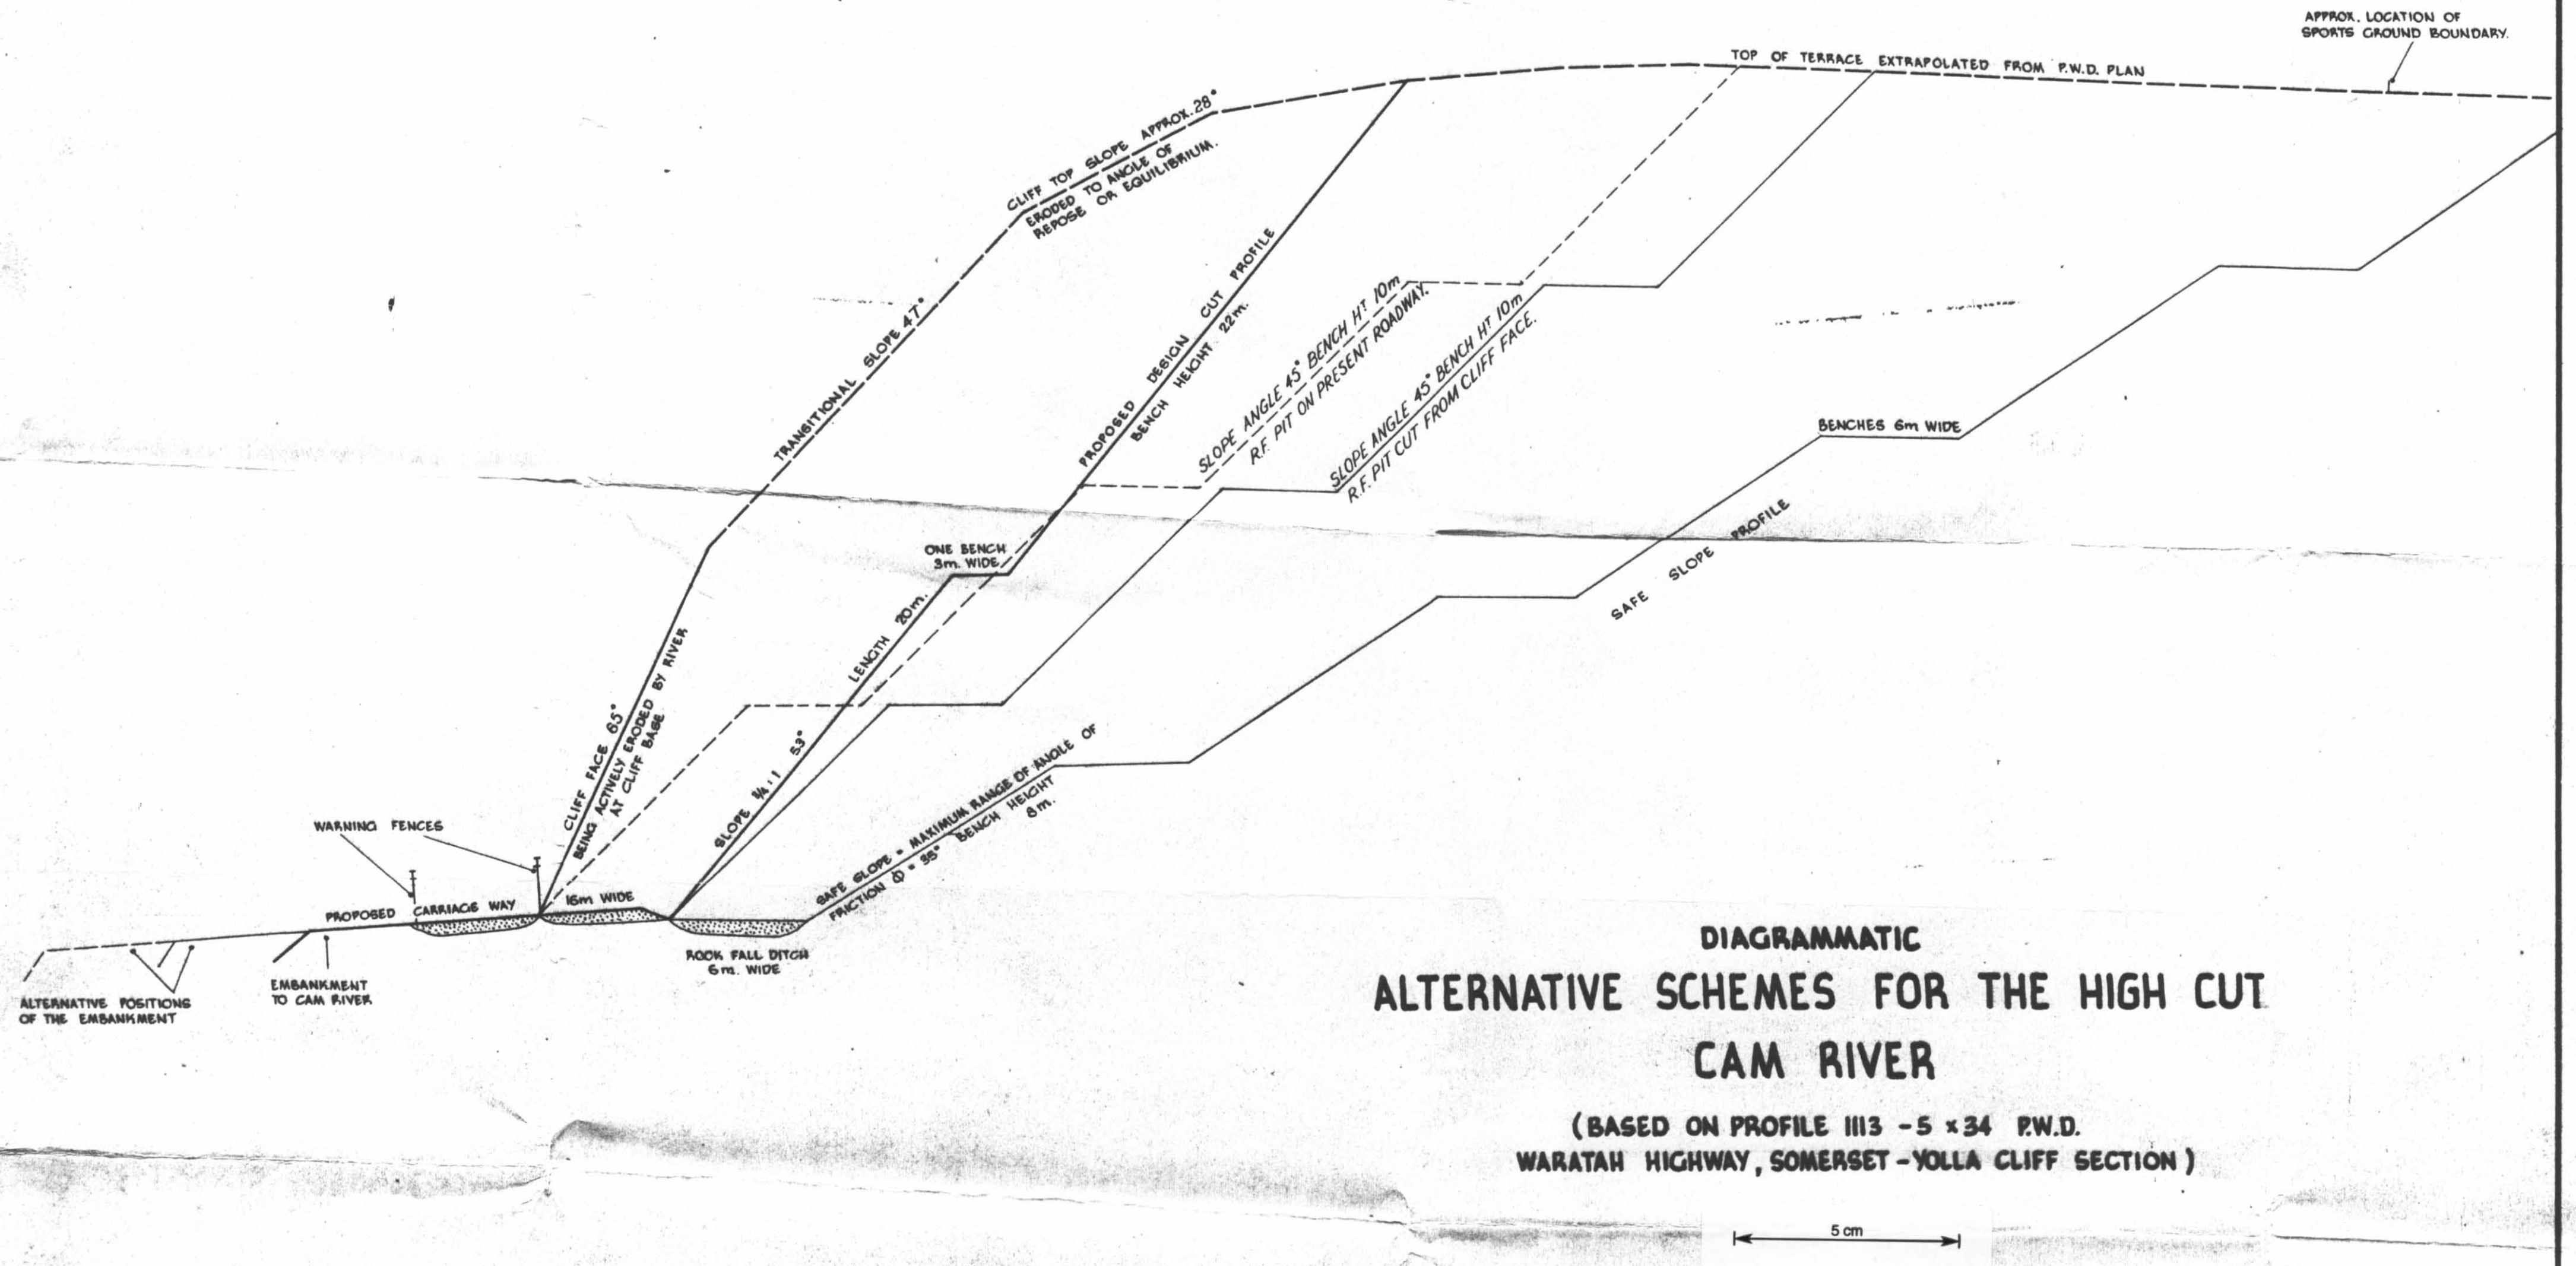 APPROX. LOCATION OF
SPORTS GROUND BOUNDARY.
TOP OF TERRACE EXTRAPOLATED FROM P.W.D. PLAN
CLIFF TOP SLOPE APPROX. 28°
ERODED TO ANGLE OF
REPOSE OR EQUILIBRIUM.
TRANSITIONAL SLOPE 47°
PROPOSED DESIGN CUT PROFILE
BENCH HEIGHT 22m.
SLOPE ANGLE 45° BENCH HT 10m
R.F. PIT ON PRESENT ROADWAY.
SLOPE ANGLE 45° BENCH HT 10m
R.F. PIT CUT FROM CLIFF FACE.
BENCHES 6m WIDE
SAFE SLOPE PROFILE
ONE BENCH
3m. WIDE
LENGTH 20m.
SLOPE ¾:1 53°
CLIFF FACE 65°
BEING ACTIVELY ERODED BY RIVER
AT CLIFF BASE
SAFE SLOPE = MAXIMUM RANGE OF ANGLE OF
FRICTION Φ = 35° BENCH HEIGHT
8m.
WARNING FENCES
PROPOSED CARRIAGE WAY
16m WIDE
ROCK FALL DITCH
6m. WIDE
EMBANKMENT
TO CAM RIVER
ALTERNATIVE POSITIONS
OF THE EMBANKMENT
DIAGRAMMATIC
ALTERNATIVE SCHEMES FOR THE HIGH CUT
CAM RIVER
(BASED ON PROFILE 1113 - 5 x 34 P.W.D.
WARATAH HIGHWAY, SOMERSET - YOLLA CLIFF SECTION)
5 cm